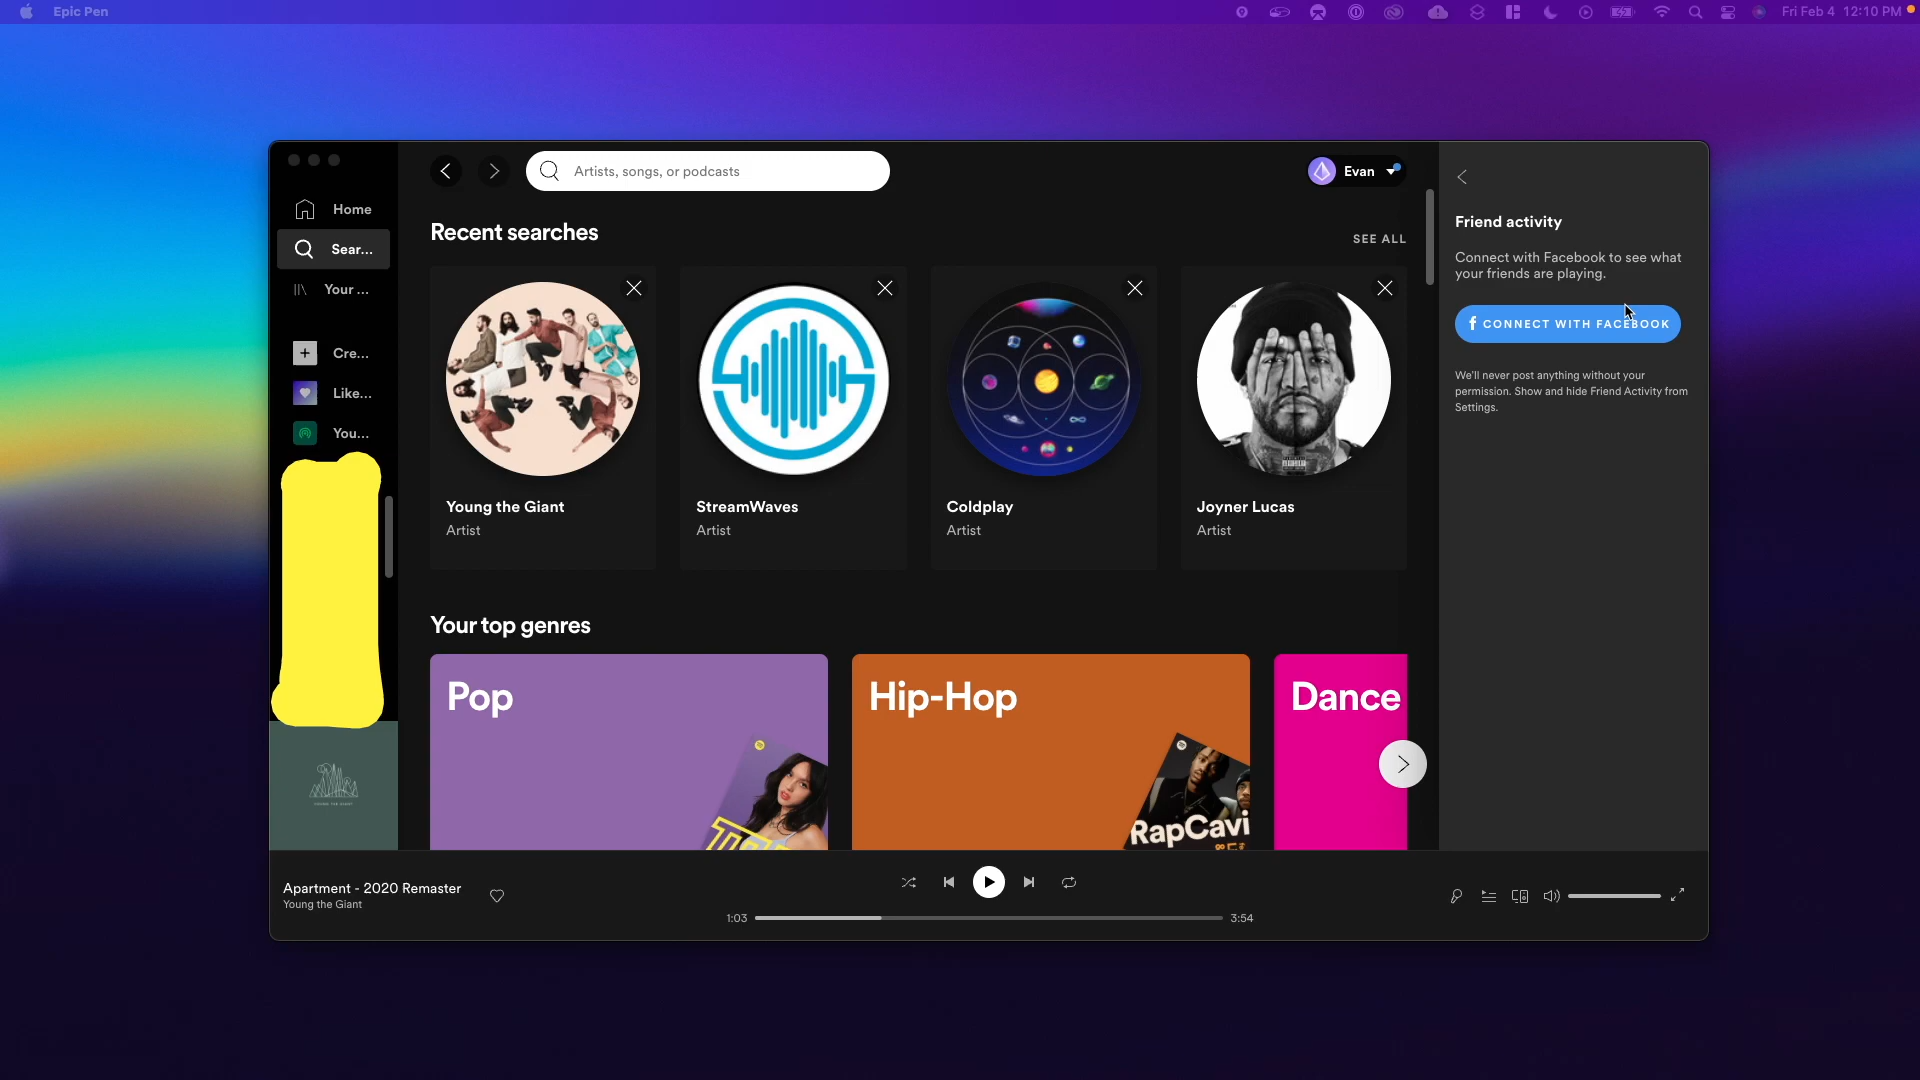 Epic Pen
Fri Feb 4 12:10 PM
Home
Sear...
Your ...
Cre...
Like...
You...
Artists, songs, or podcasts
Evan
Recent searches
SEE ALL
Young the Giant
Artist
StreamWaves
Artist
Coldplay
Artist
Joyner Lucas
Artist
Your top genres
Pop
Hip-Hop
RapCavi
Dance
Friend activity
Connect with Facebook to see what
your friends are playing.
CONNECT WITH FACEBOOK
We'll never post anything without your
permission. Show and hide Friend Activity from
Settings.
YOUNG THE GIANT
Apartment - 2020 Remaster
Young the Giant
1:03
3:54